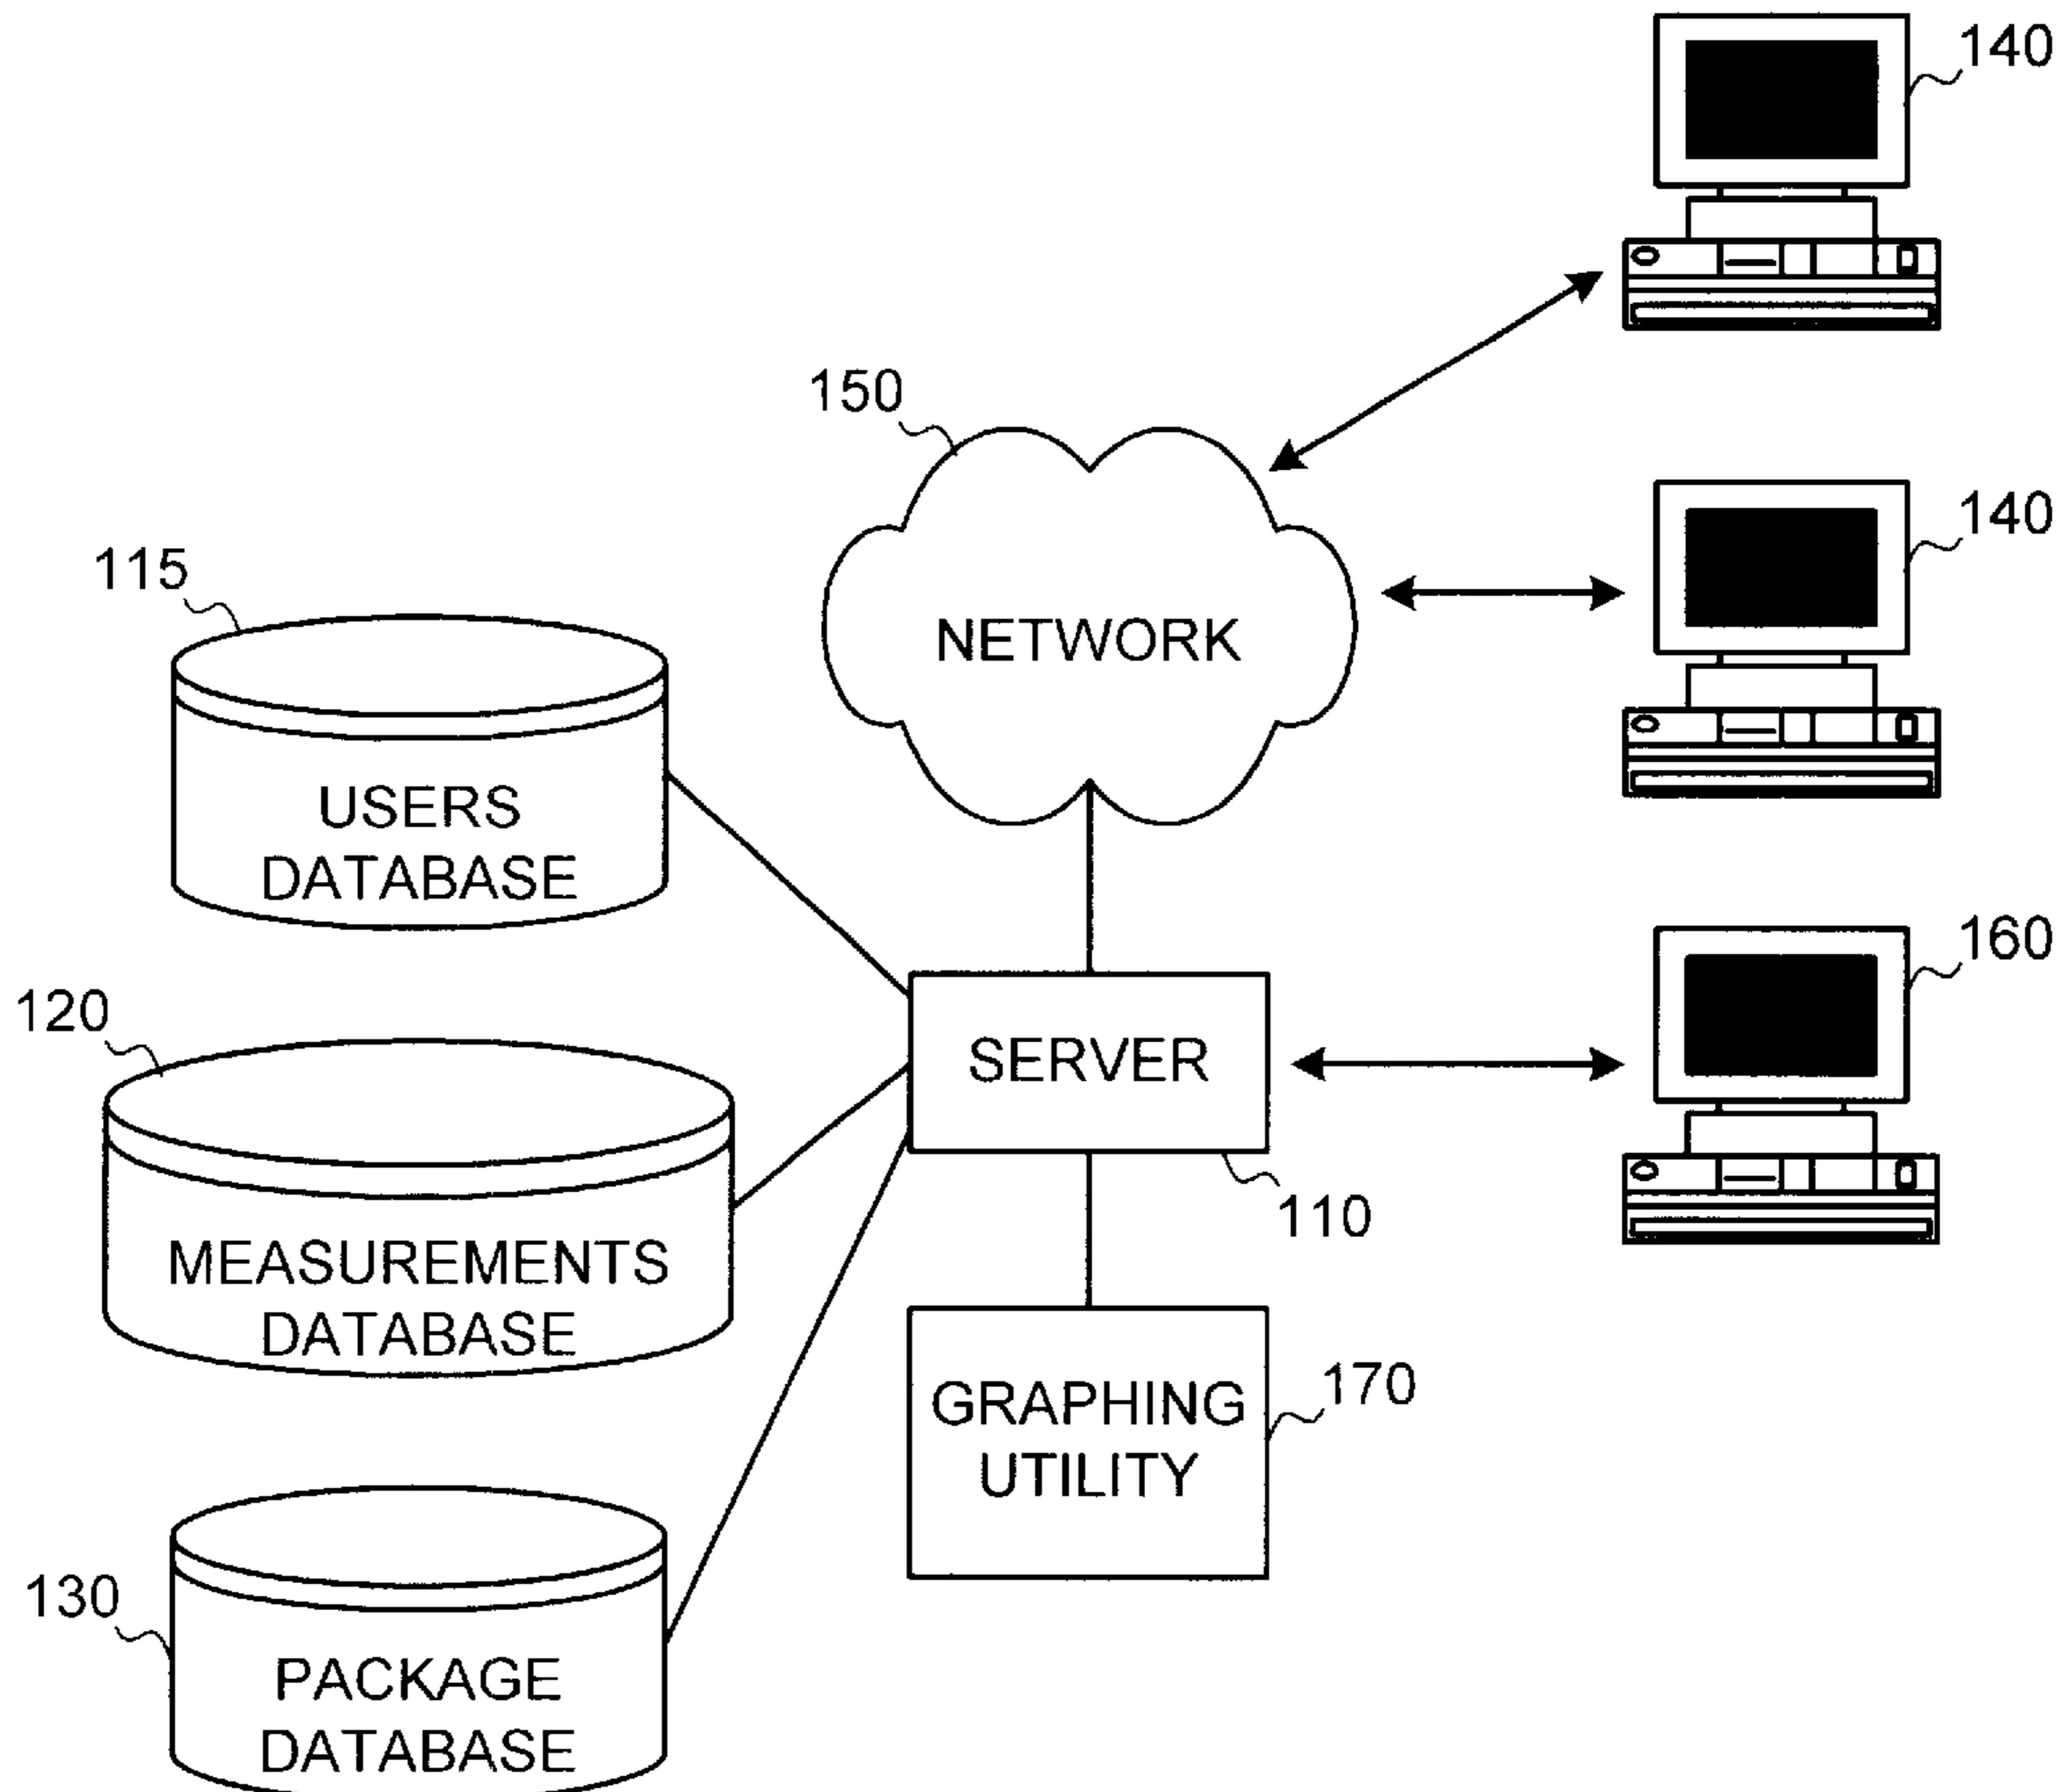 140
150
NETWORK
140
115
USERS
DATABASE
120
SERVER
160
110
MEASUREMENTS
DATABASE
GRAPHING
UTILITY
170
130
PACKAGE
DATABASE